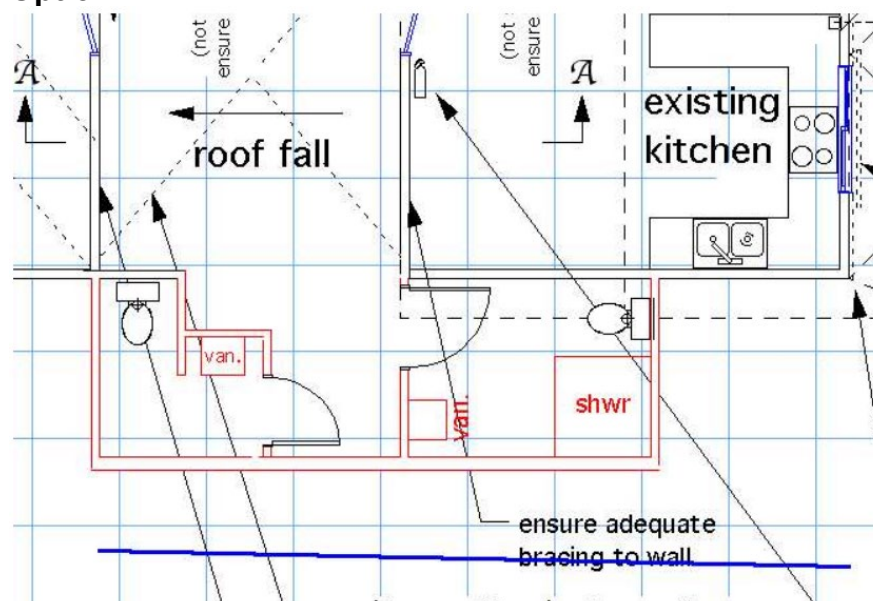 (not
ensure
(not
ensure
A
A
existing
kitchen
roof fall
van.
van.
shwr
ensure adequate
bracing to wall